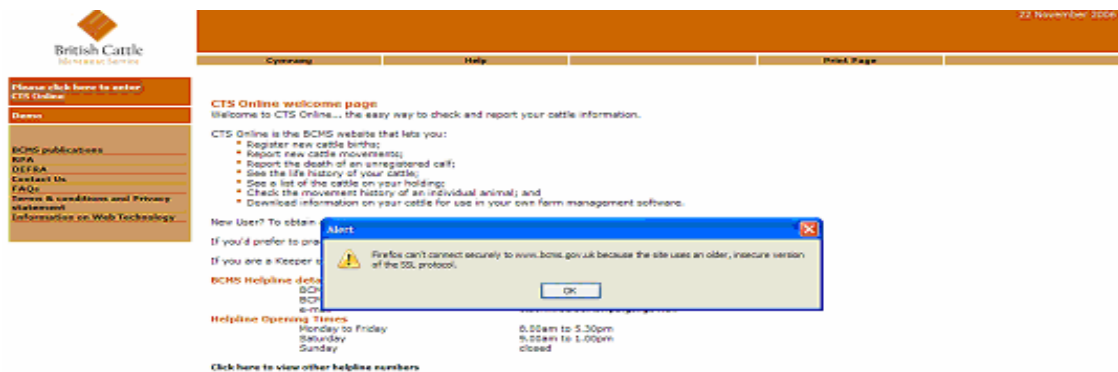 22 November 2006
British Cattle
Movement Service
Cymraeg
Help
Print Page
Please click here to enter
CTS Online
Demo
BCMS publications
RPA
DEFRA
Contact Us
FAQs
Terms & conditions and Privacy
statement
Information on Web Technology
CTS Online welcome page
Welcome to CTS Online... the easy way to check and report your cattle information.
CTS Online is the BCMS website that lets you:
Register new cattle births;
Report new cattle movements;
Report the death of an unregistered calf;
See the life history of your cattle;
See a list of the cattle on your holding;
Check the movement history of an individual animal; and
Download information on your cattle for use in your own farm management software.
New User? To obtain
If you'd prefer to
If you are a Keeper
Alert
Firefox can't connect securely to www.bcms.gov.uk because the site uses an older, insecure version
of the SSL protocol.
OK
BCMS Helpline
Helpline Opening Times
Monday to Friday 8.00am to 5.30pm
Saturday 9.00am to 1.00pm
Sunday closed
Click here to view other helpline numbers